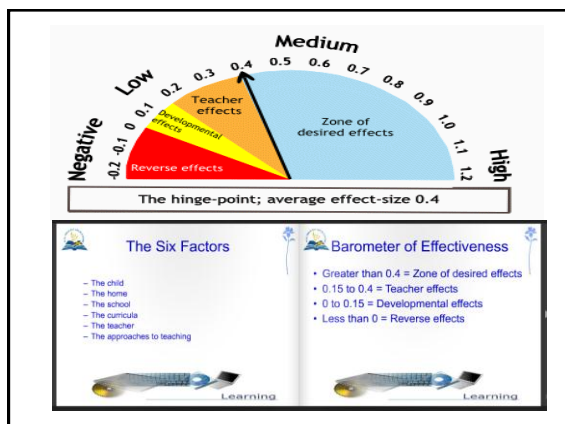 Negative
Low
Medium
High
-0.2
-0.1
0
0.1
0.2
0.3
0.4
0.5
0.6
0.7
0.8
0.9
1.0
1.1
1.2
Reverse effects
Developmental
effects
Teacher
effects
Zone of
desired effects
The hinge-point; average effect-size 0.4
The Six Factors
– The child
– The home
– The school
– The curricula
– The teacher
– The approaches to teaching
Learning
Barometer of Effectiveness
• Greater than 0.4 = Zone of desired effects
• 0.15 to 0.4 = Teacher effects
• 0 to 0.15 = Developmental effects
• Less than 0 = Reverse effects
Learning